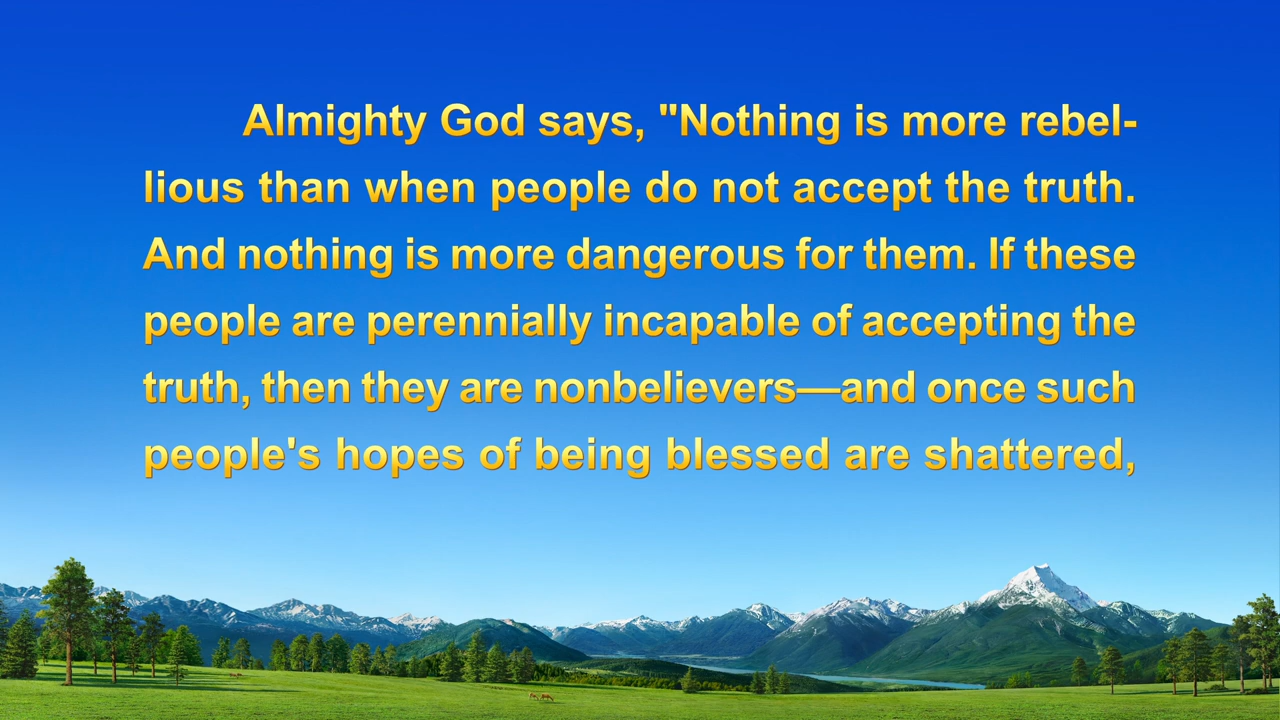 Almighty God says, "Nothing is more rebel-
lious than when people do not accept the truth.
And nothing is more dangerous for them. If these
people are perennially incapable of accepting the
truth, then they are nonbelievers—and once such
people's hopes of being blessed are shattered,